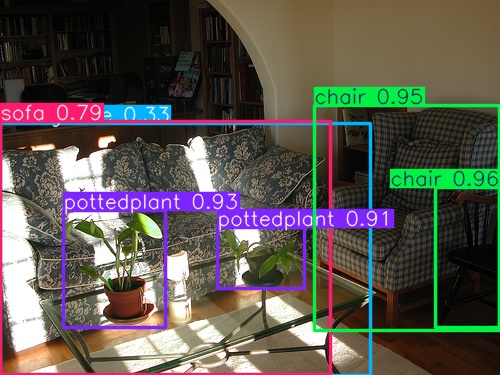 chair 0.95
sofa 0.79
e 0.33
chair 0.96
pottedplant 0.93
pottedplant 0.91